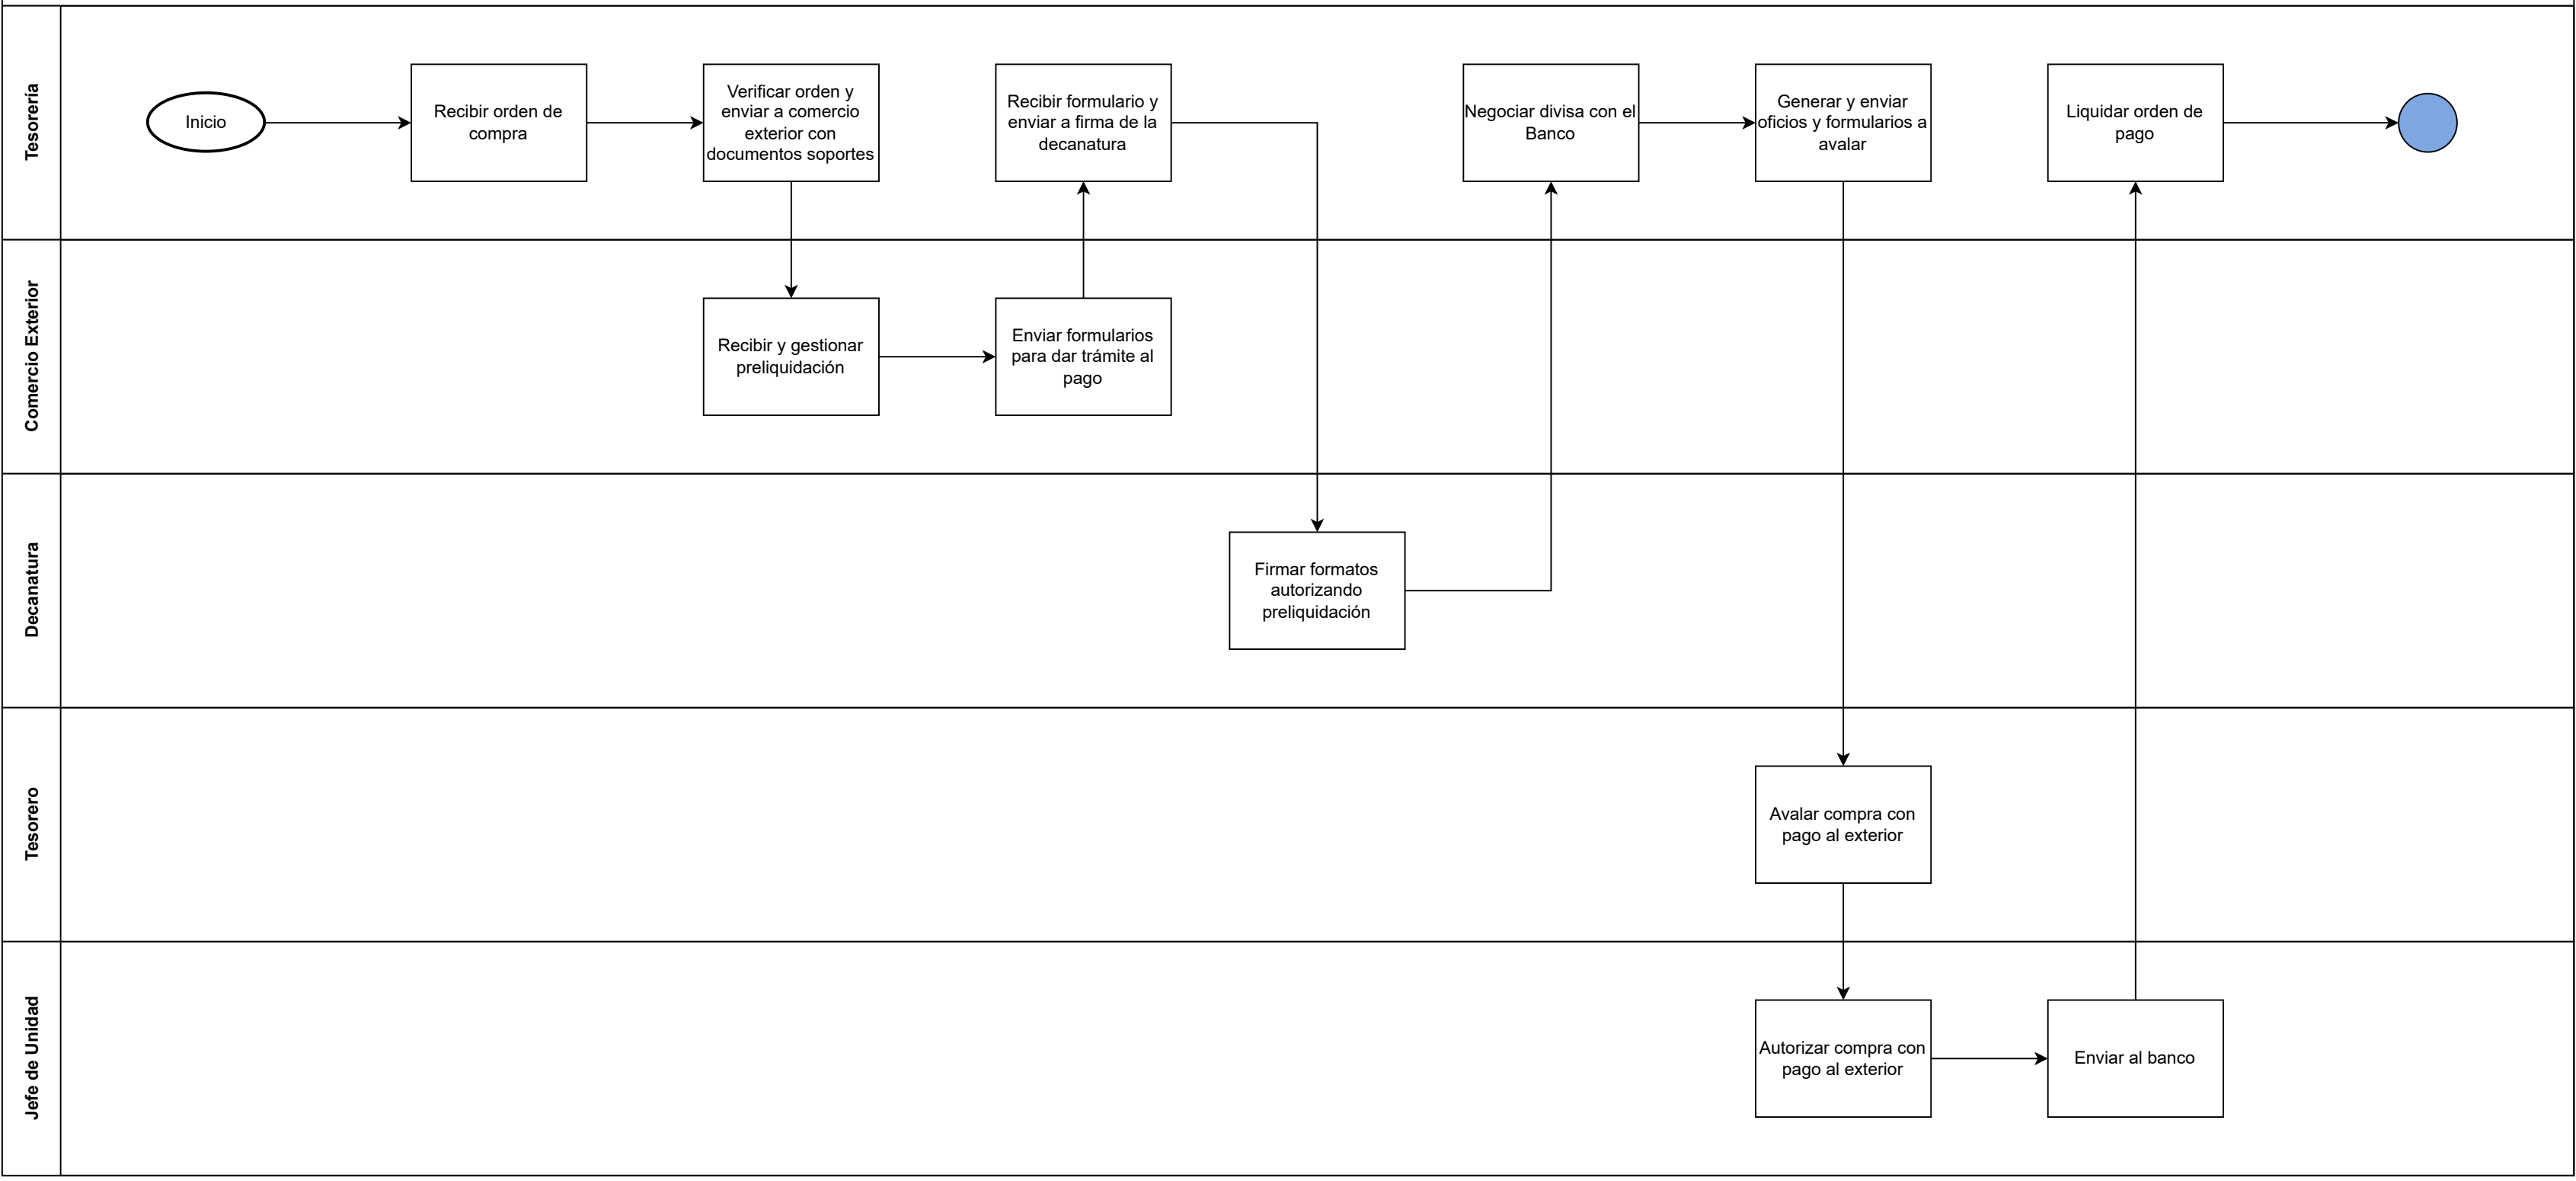 Tesorería
Inicio
Recibir orden de
compra
Verificar orden y
enviar a comercio
exterior con
documentos soportes
Recibir formulario y
enviar a firma de la
decanatura
Negociar divisa con el
Banco
Generar y enviar
oficios y formularios a
avalar
Liquidar orden de
pago
Comercio Exterior
Recibir y gestionar
preliquidación
Enviar formularios
para dar trámite al
pago
Decanatura
Firmar formatos
autorizando
preliquidación
Tesorero
Avalar compra con
pago al exterior
Jefe de Unidad
Autorizar compra con
pago al exterior
Enviar al banco